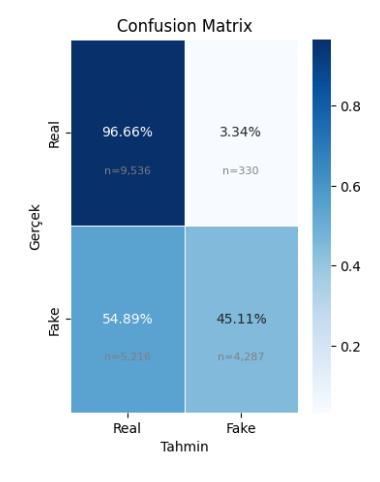 Confusion Matrix
Gerçek
Real
96.66%
3.34%
n=9,536
n=330
Fake
54.89%
45.11%
n=5,216
n=4,287
Real
Fake
Tahmin
0.8
0.6
0.4
0.2